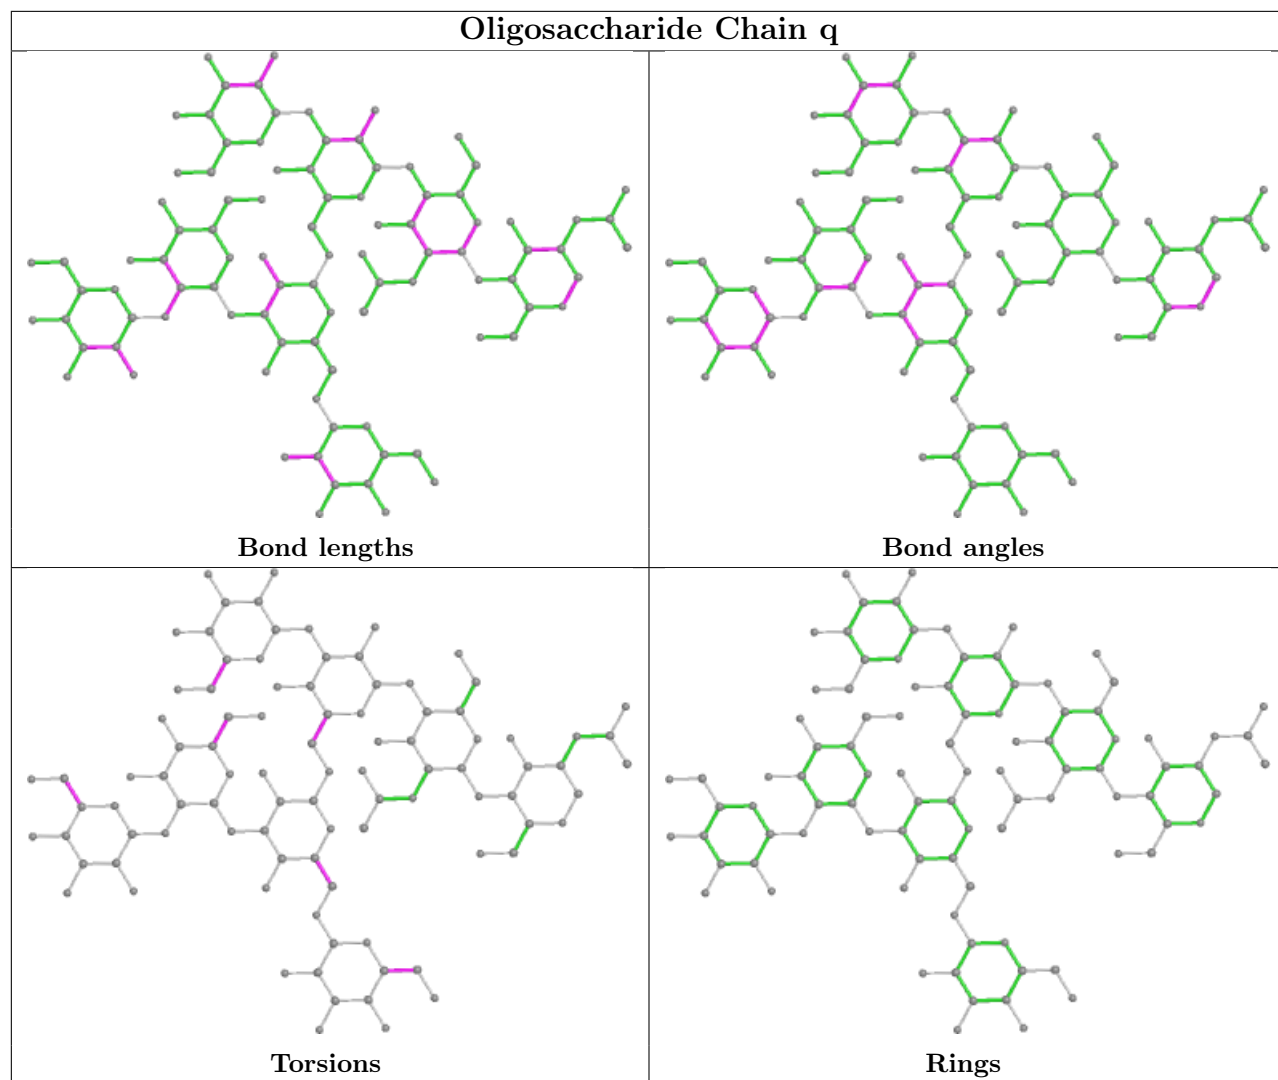 Oligosaccharide Chain q
Bond lengths
Bond angles
Torsions
Rings